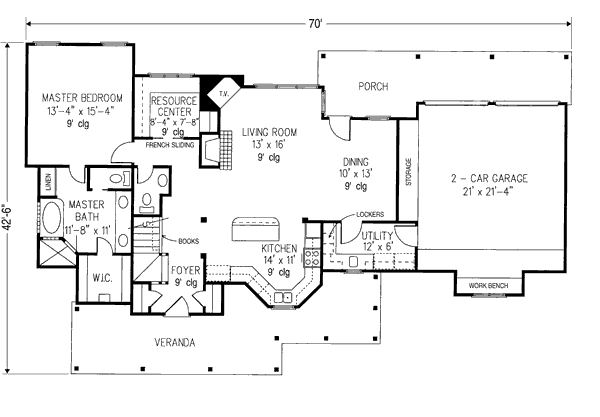 70'
PORCH
T.V.
MASTER BEDROOM
13'-4" x 15'-4"
9' clg
RESOURCE
CENTER
8'-4" x 7'-8"
9' clg
FRENCH SLIDING
LIVING ROOM
13' x 16'
9' clg
DINING
10' x 13'
9' clg
STORAGE
2 - CAR GARAGE
21' x 21'-4"
LINEN
MASTER
BATH
11'-8" x 11'
42'-6"
LOCKERS
UTILITY
12' x 6'
BOOKS
KITCHEN
14' x 11'
9' clg
FOYER
9' clg
W.I.C.
WORK BENCH
VERANDA